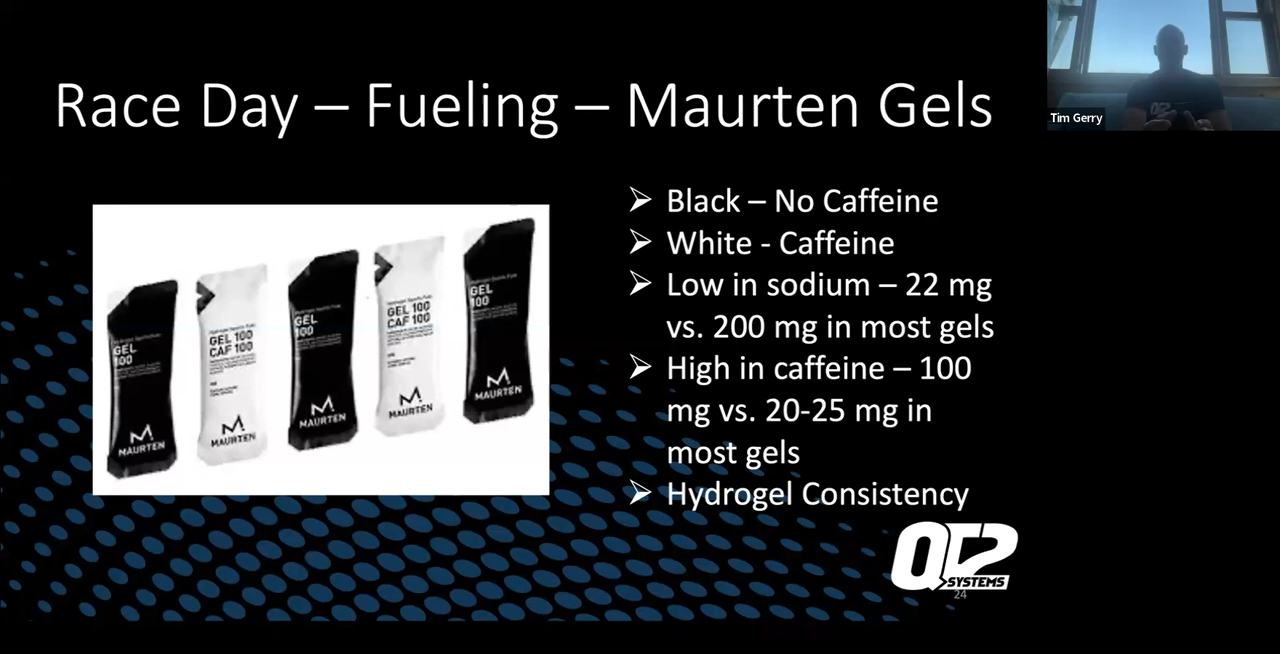 Race Day – Fueling – Maurten Gels
Tim Gerry
Black – No Caffeine
White - Caffeine
Low in sodium – 22 mg
vs. 200 mg in most gels
High in caffeine – 100
mg vs. 20-25 mg in
most gels
Hydrogel Consistency
GEL
100
MAURTEN
GEL 100
CAF 100
MAURTEN
GEL
100
MAURTEN
GEL 100
CAF 100
MAURTEN
GEL
100
MAURTEN
QT2
SYSTEMS
24